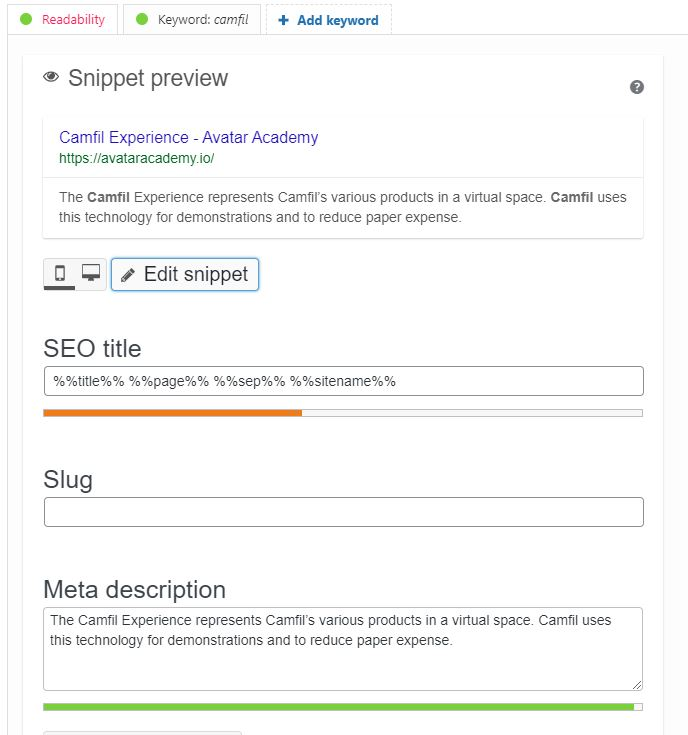 Readability
Keyword: camfil
+ Add keyword
Snippet preview
?
Camfil Experience - Avatar Academy
https://avataracademy.io/
The Camfil Experience represents Camfil's various products in a virtual space. Camfil uses
this technology for demonstrations and to reduce paper expense.
Edit snippet
SEO title
%%title%% %%page%% %%sep%% %%sitename%%
Slug
Meta description
The Camfil Experience represents Camfil's various products in a virtual space. Camfil uses
this technology for demonstrations and to reduce paper expense.